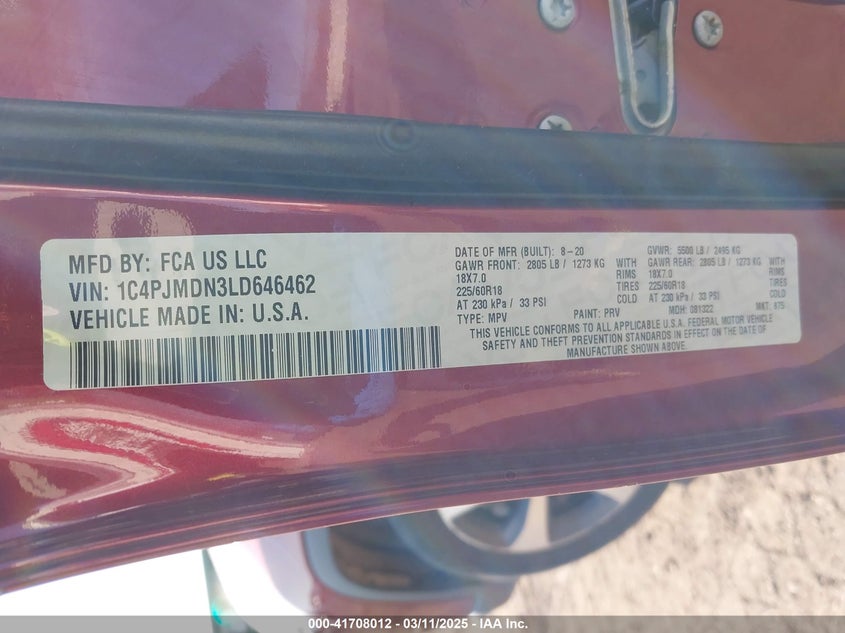 MFD BY: FCA US LLC
VIN: 1C4PJMDN3LD646462
VEHICLE MADE IN: U.S.A.
DATE OF MFR (BUILT): 8-20 GVWR: 5500 LB / 2495 KG
GAWR FRONT: 2805 LB / 1273 KG WITH GAWR REAR: 2805 LB / 1273 KG WITH
18X7.0 RIMS 18X7.0 RIMS
225/60R18 TIRES 225/60R18 TIRES
AT 230 kPa / 33 PSI COLD AT 230 kPa / 33 PSI COLD
TYPE: MPV PAINT: PRV MDH: 081322 MKT: 875
THIS VEHICLE CONFORMS TO ALL APPLICABLE U.S.A. FEDERAL MOTOR VEHICLE
SAFETY AND THEFT PREVENTION STANDARDS IN EFFECT ON THE DATE OF
MANUFACTURE SHOWN ABOVE.
000-41708012 - 03/11/2025 - IAA Inc.